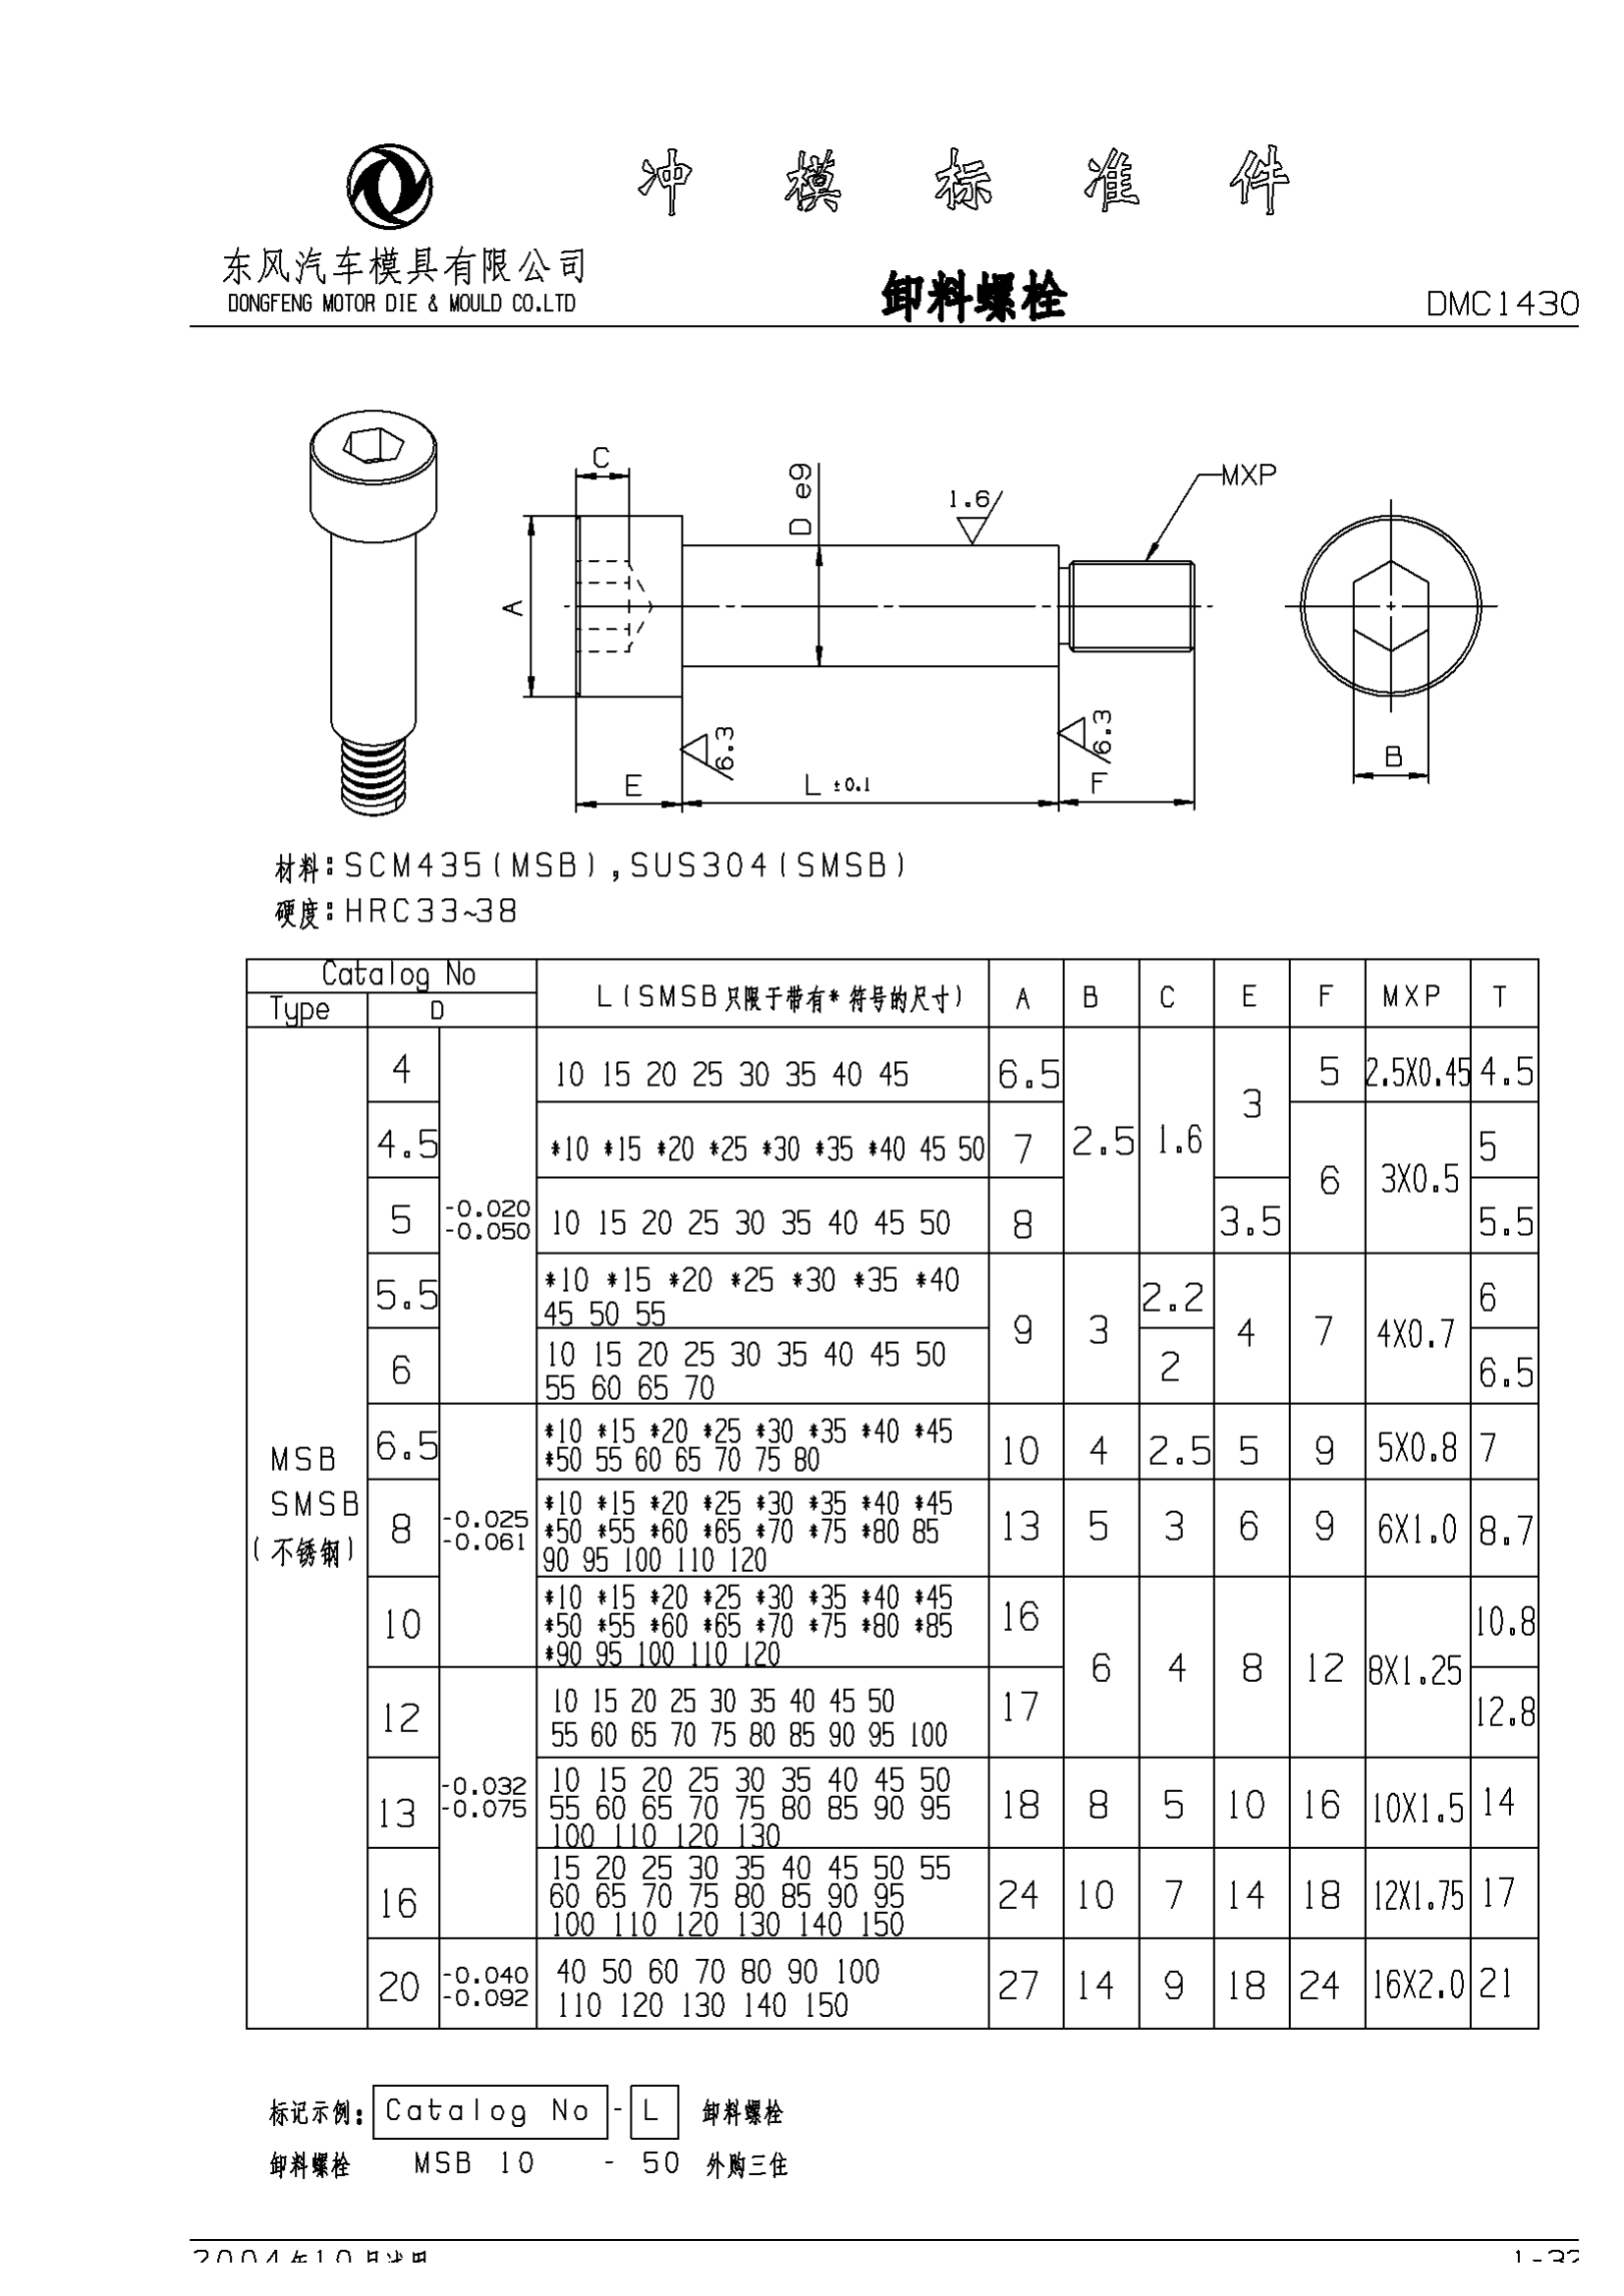 冲模标准件
东风汽车模具有限公司
DONGFENG MOTOR DIE & MOULD CO.LTD
卸料螺栓
DMC1430
C
D e9
1.6
MXP
A
6.3
6.3
E
L ±0.1
F
B
材料:SCM435(MSB),SUS304(SMSB)
硬度:HRC33~38
Catalog No
Type D L(SMSB只限于带有*符号的尺寸) A B C E F MXP T
MSB
SMSB
(不锈钢)
4 10 15 20 25 30 35 40 45 6.5 2.5 1.6 3 5 2.5X0.45 4.5
4.5 *10 *15 *20 *25 *30 *35 *40 45 50 7 6 3X0.5 5
5 -0.020 -0.050 10 15 20 25 30 35 40 45 50 8 3.5 5.5
5.5 *10 *15 *20 *25 *30 *35 *40
45 50 55 9 3 2.2 4 7 4X0.7 6
6 10 15 20 25 30 35 40 45 50
55 60 65 70 2 6.5
6.5 *10 *15 *20 *25 *30 *35 *40 *45
*50 55 60 65 70 75 80 10 4 2.5 5 9 5X0.8 7
8 -0.025 -0.061 *10 *15 *20 *25 *30 *35 *40 *45
*50 *55 *60 *65 *70 *75 *80 85
90 95 100 110 120 13 5 3 6 9 6X1.0 8.7
10 *10 *15 *20 *25 *30 *35 *40 *45
*50 *55 *60 *65 *70 *75 *80 *85
*90 95 100 110 120 16 6 4 8 12 8X1.25 10.8
12 10 15 20 25 30 35 40 45 50
55 60 65 70 75 80 85 90 95 100 17 12.8
13 -0.032 -0.075 10 15 20 25 30 35 40 45 50
55 60 65 70 75 80 85 90 95
100 110 120 130 18 8 5 10 16 10X1.5 14
16 15 20 25 30 35 40 45 50 55
60 65 70 75 80 85 90 95
100 110 120 130 140 150 24 10 7 14 18 12X1.75 17
20 -0.040 -0.092 40 50 60 70 80 90 100
110 120 130 140 150 27 14 9 18 24 16X2.0 21
标记示例: Catalog No - L 卸料螺栓
卸料螺栓 MSB 10 - 50 外购三住
2004年10月
1-32